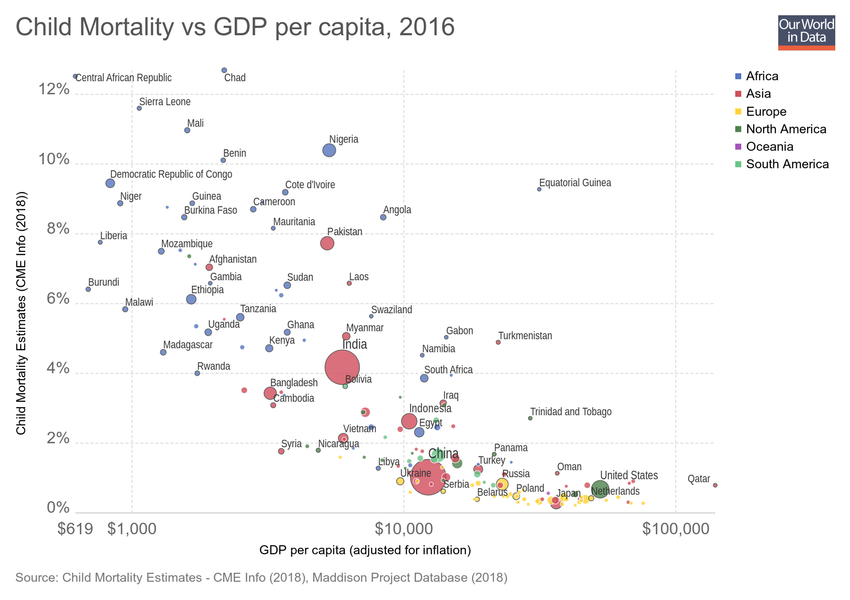 Child Mortality vs GDP per capita, 2016
Our World
in Data
Africa
Asia
Europe
North America
Oceania
South America
Child Mortality Estimates (CME Info (2018))
12%
10%
8%
6%
4%
2%
0%
Central African Republic
Chad
Sierra Leone
Mali
Nigeria
Benin
Democratic Republic of Congo
Equatorial Guinea
Cote d'Ivoire
Niger
Guinea
Cameroon
Burkina Faso
Angola
Mauritania
Pakistan
Liberia
Mozambique
Afghanistan
Gambia
Sudan
Laos
Burundi
Ethiopia
Malawi
Tanzania
Swaziland
Uganda
Ghana
Myanmar
Gabon
Turkmenistan
Madagascar
Kenya
India
Namibia
Rwanda
South Africa
Bolivia
Bangladesh
Cambodia
Iraq
Indonesia
Trinidad and Tobago
Egypt
Vietnam
Syria
Nicaragua
China
Panama
Libya
Turkey
Oman
Ukraine
Russia
United States
Qatar
Serbia
Belarus
Poland
Japan
Netherlands
$619
$1,000
$10,000
$100,000
GDP per capita (adjusted for inflation)
Source: Child Mortality Estimates - CME Info (2018), Maddison Project Database (2018)